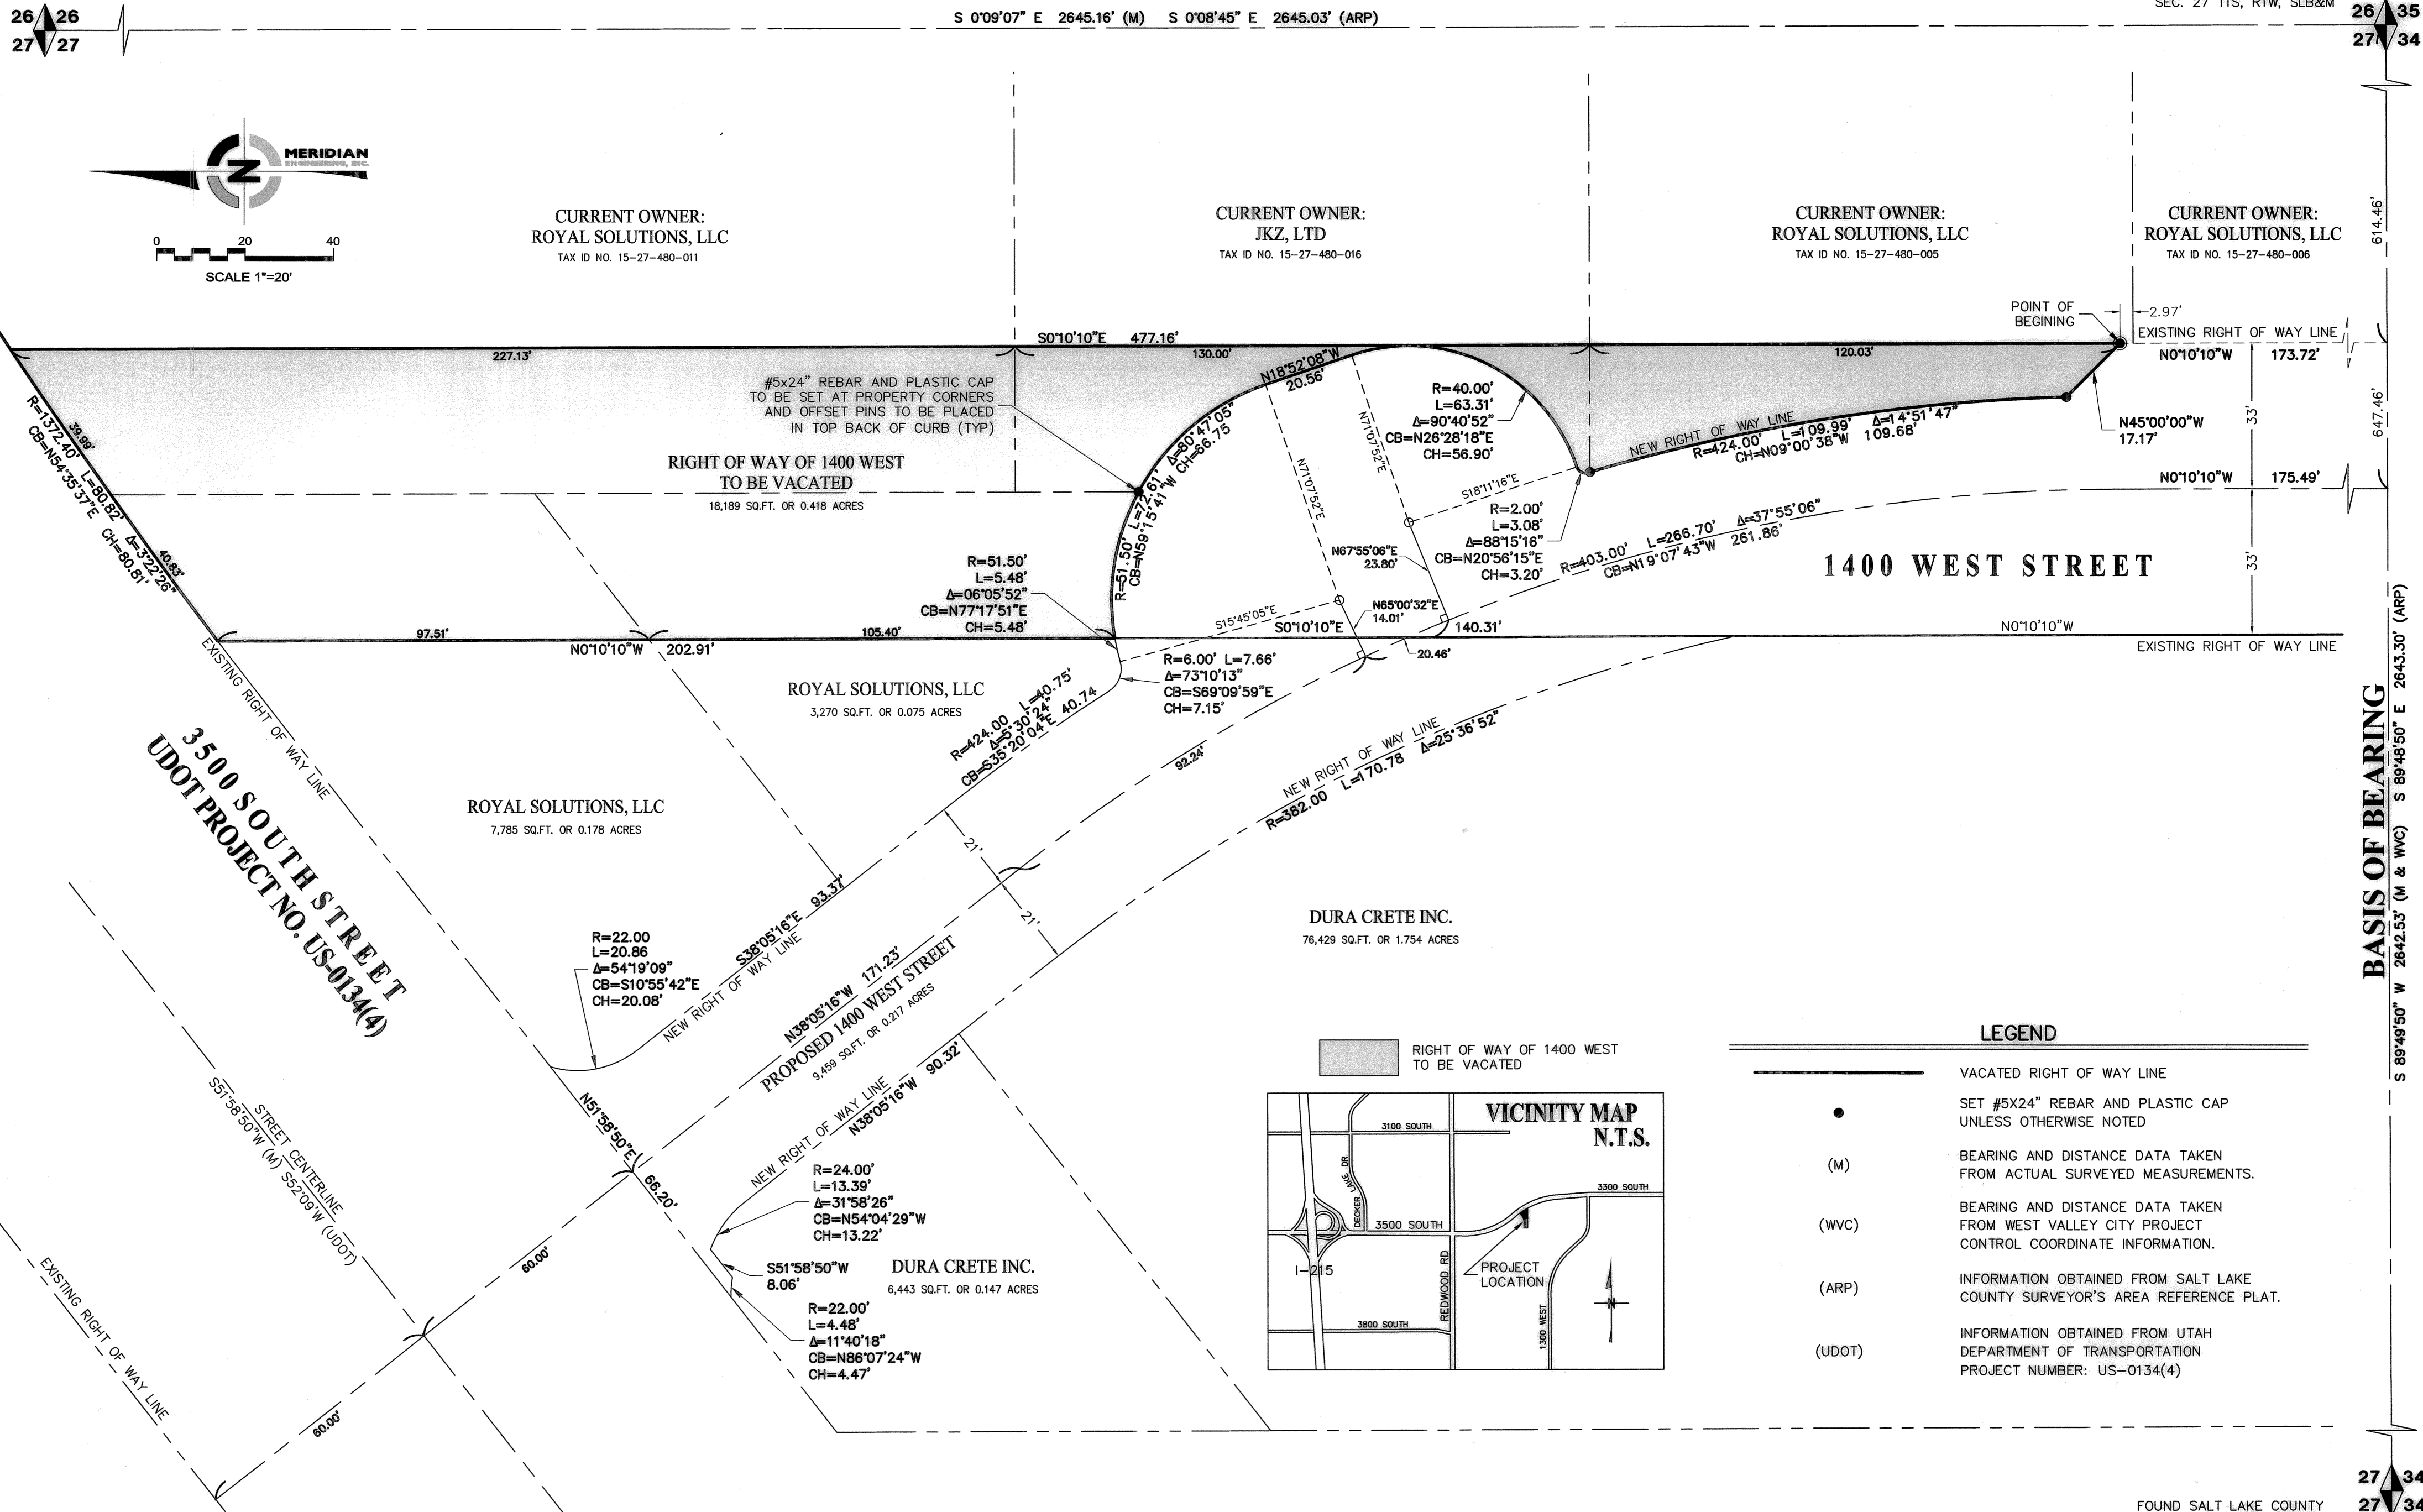 26 26
27 27
S 0°09'07" E 2645.16' (M) S 0°08'45" E 2645.03' (ARP)
SEC. 27 T1S, R1W, SLB&M
26 35
27 34
MERIDIAN
ENGINEERING, INC.
N
0 20 40
SCALE 1"=20'
CURRENT OWNER:
ROYAL SOLUTIONS, LLC
TAX ID NO. 15-27-480-011
CURRENT OWNER:
JKZ, LTD
TAX ID NO. 15-27-480-016
CURRENT OWNER:
ROYAL SOLUTIONS, LLC
TAX ID NO. 15-27-480-005
CURRENT OWNER:
ROYAL SOLUTIONS, LLC
TAX ID NO. 15-27-480-006
614.46'
POINT OF
BEGINING
2.97'
EXISTING RIGHT OF WAY LINE
S0°10'10"E 477.16'
227.13'
130.00'
120.03'
N0°10'10"W 173.72'
#5x24" REBAR AND PLASTIC CAP
TO BE SET AT PROPERTY CORNERS
AND OFFSET PINS TO BE PLACED
IN TOP BACK OF CURB (TYP)
N18°52'08"W
20.56'
R=40.00'
L=63.31'
Δ=90°40'52"
CB=N26°28'18"E
CH=56.90'
NEW RIGHT OF WAY LINE
R=424.00' L=109.99' Δ=14°51'47"
CH=N09°00'38"W 109.68'
N45°00'00"W
17.17'
33'
647.46'
39.99'
R=1372.40' L=80.82' Δ=3°22'26"
CB=N54°35'37"E CH=80.81'
40.83'
RIGHT OF WAY OF 1400 WEST
TO BE VACATED
18,189 SQ.FT. OR 0.418 ACRES
R=51.50' L=72.61' Δ=80°47'05"
CB=N59°15'41"W CH=66.75
N71°07'52"E
N71°07'52"E
S18°11'16"E
N0°10'10"W 175.49'
R=2.00'
L=3.08'
Δ=88°15'16"
CB=N20°56'15"E
CH=3.20'
N67°55'06"E
23.80'
R=403.00' L=266.70' Δ=37°55'06"
CB=N19°07'43"W 261.86'
1400 WEST STREET
33'
R=51.50'
L=5.48'
Δ=06°05'52"
CB=N77°17'51"E
CH=5.48'
S15°45'05"E
N65°00'32"E
14.01'
97.51'
105.40'
S0°10'10"E 140.31'
N0°10'10"W
N0°10'10"W 202.91'
20.46'
EXISTING RIGHT OF WAY LINE
EXISTING RIGHT OF WAY LINE
R=6.00' L=7.66'
Δ=73°10'13"
CB=S69°09'59"E
CH=7.15'
ROYAL SOLUTIONS, LLC
3,270 SQ.FT. OR 0.075 ACRES
R=424.00 L=40.75'
Δ=5°30'24"
CB=S35°20'04"E 40.74
92.24'
NEW RIGHT OF WAY LINE
R=382.00 L=170.78 Δ=25°36'52"
3500 SOUTH STREET
UDOT PROJECT NO. US-0134(4)
ROYAL SOLUTIONS, LLC
7,785 SQ.FT. OR 0.178 ACRES
21'
21'
DURA CRETE INC.
76,429 SQ.FT. OR 1.754 ACRES
BASIS OF BEARING
S 89°49'50" W 2642.53' (M & WVC) S 89°48'50" E 2643.30' (ARP)
R=22.00
L=20.86
Δ=54°19'09"
CB=S10°55'42"E
CH=20.08'
S38°05'16"E 93.37'
NEW RIGHT OF WAY LINE
N38°05'16"W 171.23'
PROPOSED 1400 WEST STREET
9,459 SQ.FT. OR 0.217 ACRES
NEW RIGHT OF WAY LINE
N38°05'16"W 90.32'
N51°58'50"E
66.20'
STREET CENTERLINE
S51°58'50"W (M) S52°09'W (UDOT)
R=24.00'
L=13.39'
Δ=31°58'26"
CB=N54°04'29"W
CH=13.22'
S51°58'50"W
8.06'
DURA CRETE INC.
6,443 SQ.FT. OR 0.147 ACRES
R=22.00'
L=4.48'
Δ=11°40'18"
CB=N86°07'24"W
CH=4.47'
60.00'
60.00'
EXISTING RIGHT OF WAY LINE
RIGHT OF WAY OF 1400 WEST
TO BE VACATED
VICINITY MAP
N.T.S.
3100 SOUTH
DECKER LAKE DR
3300 SOUTH
3500 SOUTH
I-215
REDWOOD RD
PROJECT
LOCATION
1300 WEST
3800 SOUTH
N
LEGEND
VACATED RIGHT OF WAY LINE
SET #5X24" REBAR AND PLASTIC CAP
UNLESS OTHERWISE NOTED
(M) BEARING AND DISTANCE DATA TAKEN
FROM ACTUAL SURVEYED MEASUREMENTS.
(WVC) BEARING AND DISTANCE DATA TAKEN
FROM WEST VALLEY CITY PROJECT
CONTROL COORDINATE INFORMATION.
(ARP) INFORMATION OBTAINED FROM SALT LAKE
COUNTY SURVEYOR'S AREA REFERENCE PLAT.
(UDOT) INFORMATION OBTAINED FROM UTAH
DEPARTMENT OF TRANSPORTATION
PROJECT NUMBER: US-0134(4)
27 34
27 34
FOUND SALT LAKE COUNTY